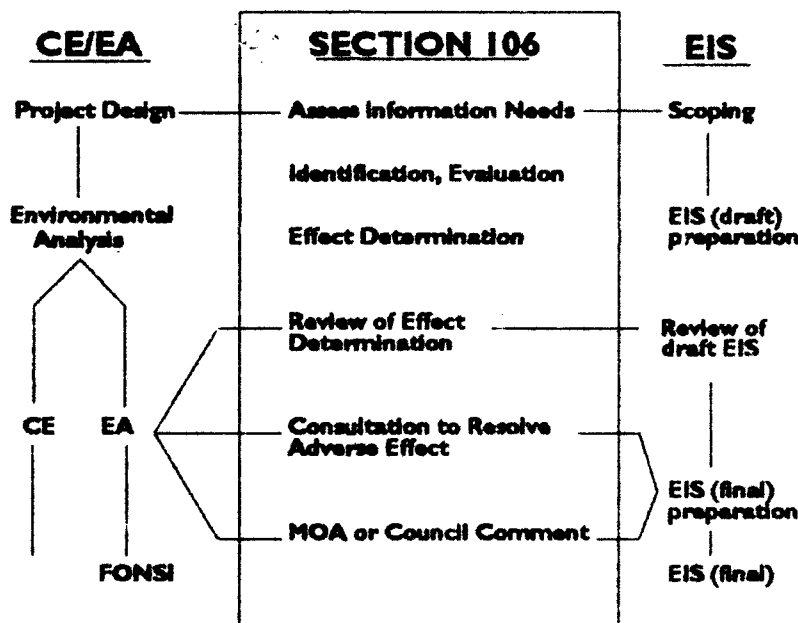 CE/EA
SECTION 106
EIS
Project Design
Assess Information Needs
Scoping
Identification, Evaluation
Environmental
Analysis
Effect Determination
EIS (draft)
preparation
Review of Effect
Determination
Review of
draft EIS
CE
EA
Consultation to Resolve
Adverse Effect
EIS (final)
preparation
MOA or Council Comment
FONSI
EIS (final)